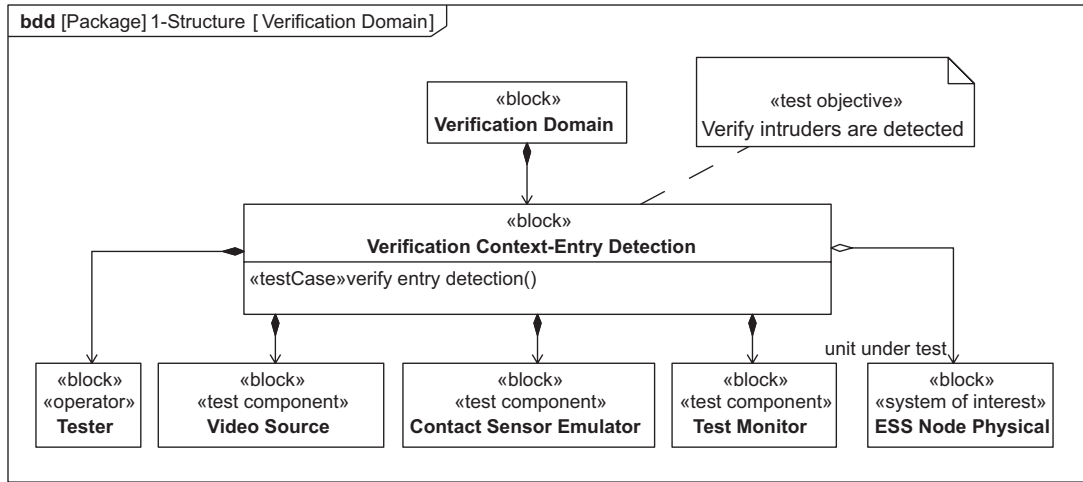 bdd [Package] 1-Structure [ Verification Domain]
«block»
Verification Domain
«test objective»
Verify intruders are detected
«block»
Verification Context-Entry Detection
«testCase»verify entry detection()
unit under test
«block»
«operator»
Tester
«block»
«test component»
Video Source
«block»
«test component»
Contact Sensor Emulator
«block»
«test component»
Test Monitor
«block»
«system of interest»
ESS Node Physical